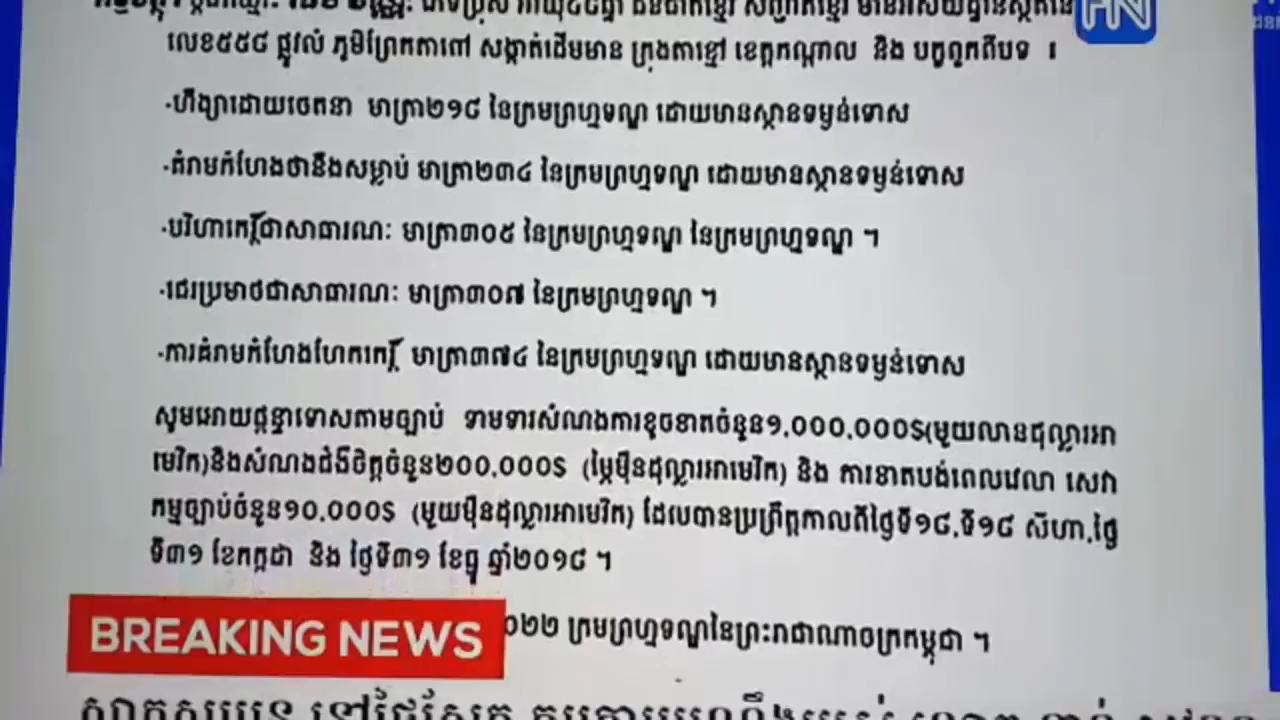 លេខ៥៥៨ ផ្លូវលំ ភូមិព្រែកតាពៅ សង្កាត់ដើមមាន ក្រុងតាខ្មៅ ខេត្តកណ្តាល និង បក្ខពួកពីបទ ៖
HN
-ហឹង្សាដោយចេតនា មាត្រា២១៨ នៃក្រមព្រហ្មទណ្ឌ ដោយមានស្ថានទម្ងន់ទោស
-គំរាមកំហែងថានឹងសម្លាប់ មាត្រា២៣៤ នៃក្រមព្រហ្មទណ្ឌ ដោយមានស្ថានទម្ងន់ទោស
-បរិហាកេរ្តិ៍ជាសាធារណៈ មាត្រា៣០៥ នៃក្រមព្រហ្មទណ្ឌ នៃក្រមព្រហ្មទណ្ឌ ។
-ជេរប្រមាថជាសាធារណៈ មាត្រា៣០៧ នៃក្រមព្រហ្មទណ្ឌ ។
-ការគំរាមកំហែងហែកកេរ្តិ៍ មាត្រា៣៧៤ នៃក្រមព្រហ្មទណ្ឌ ដោយមានស្ថានទម្ងន់ទោស
សូមអោយផ្តន្ទាទោសតាមច្បាប់ ទាមទារសំណងការខូចខាតចំនួន១.០០០.០០០$(មួយលានដុល្លារអា
មេរិក)និងសំណងជំងឺចិត្តចំនួន២០០.០០០$ (ម្ភៃម៉ឺនដុល្លារអាមេរិក) និង ការខាតបង់ពេលវេលា សេវា
កម្មច្បាប់ចំនួន១០.០០០$ (មួយម៉ឺនដុល្លារអាមេរិក) ដែលបានប្រព្រឹត្តកាលពីថ្ងៃទី១៨.ទី១៨ សីហា.ថ្ងៃ
ទី៣១ ខែកក្កដា និង ថ្ងៃទី៣១ ខែធ្នូ ឆ្នាំ២០១៨ ។
០២២ ក្រមព្រហ្មទណ្ឌនៃព្រះរាជាណាចក្រកម្ពុជា ។
BREAKING NEWS